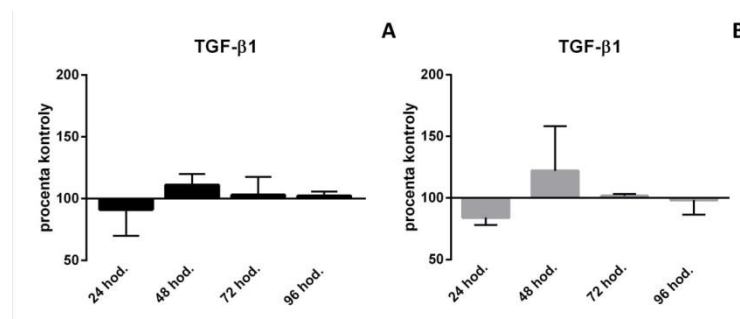 A
TGF-β1
procenta kontroly
200
150
100
50
24 hod.
48 hod.
72 hod.
96 hod.
B
TGF-β1
procenta kontroly
200
150
100
50
24 hod.
48 hod.
72 hod.
96 hod.